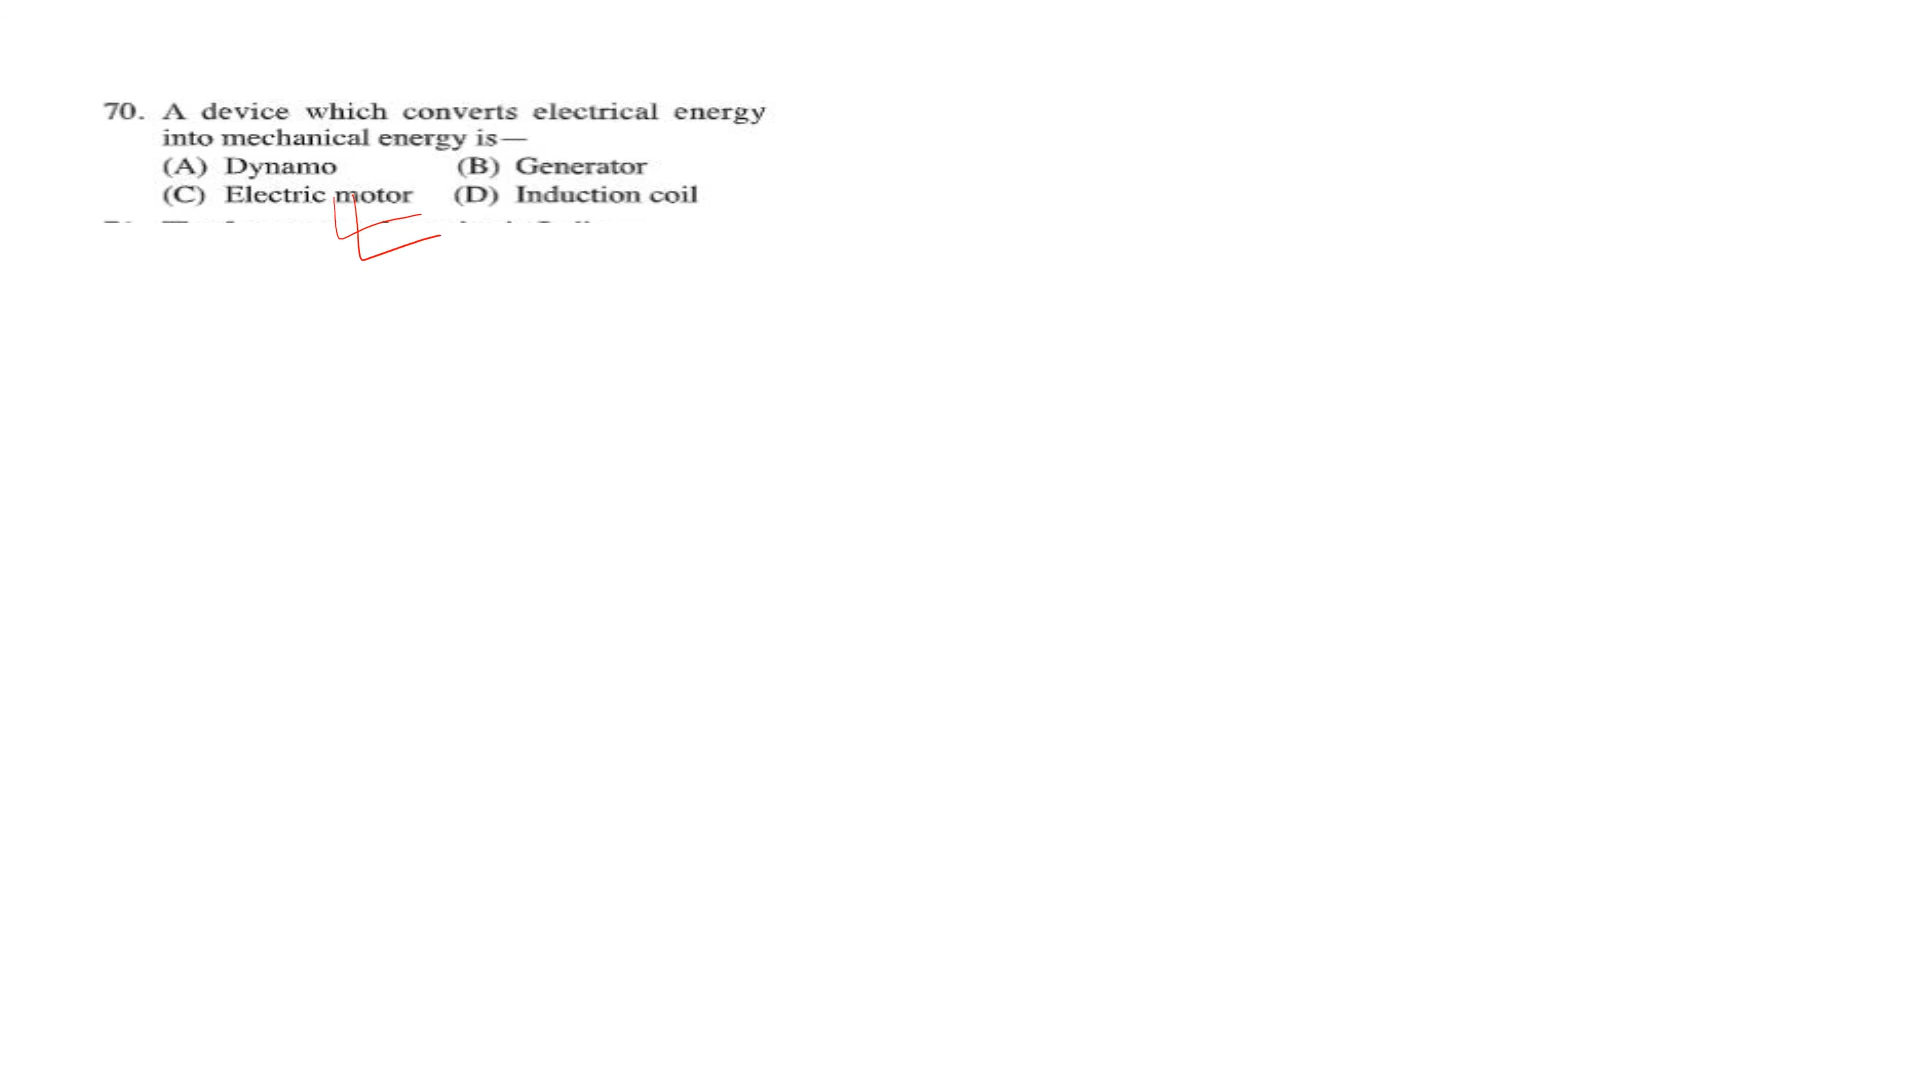 70. A device which converts electrical energy
into mechanical energy is—
(A) Dynamo (B) Generator
(C) Electric motor (D) Induction coil